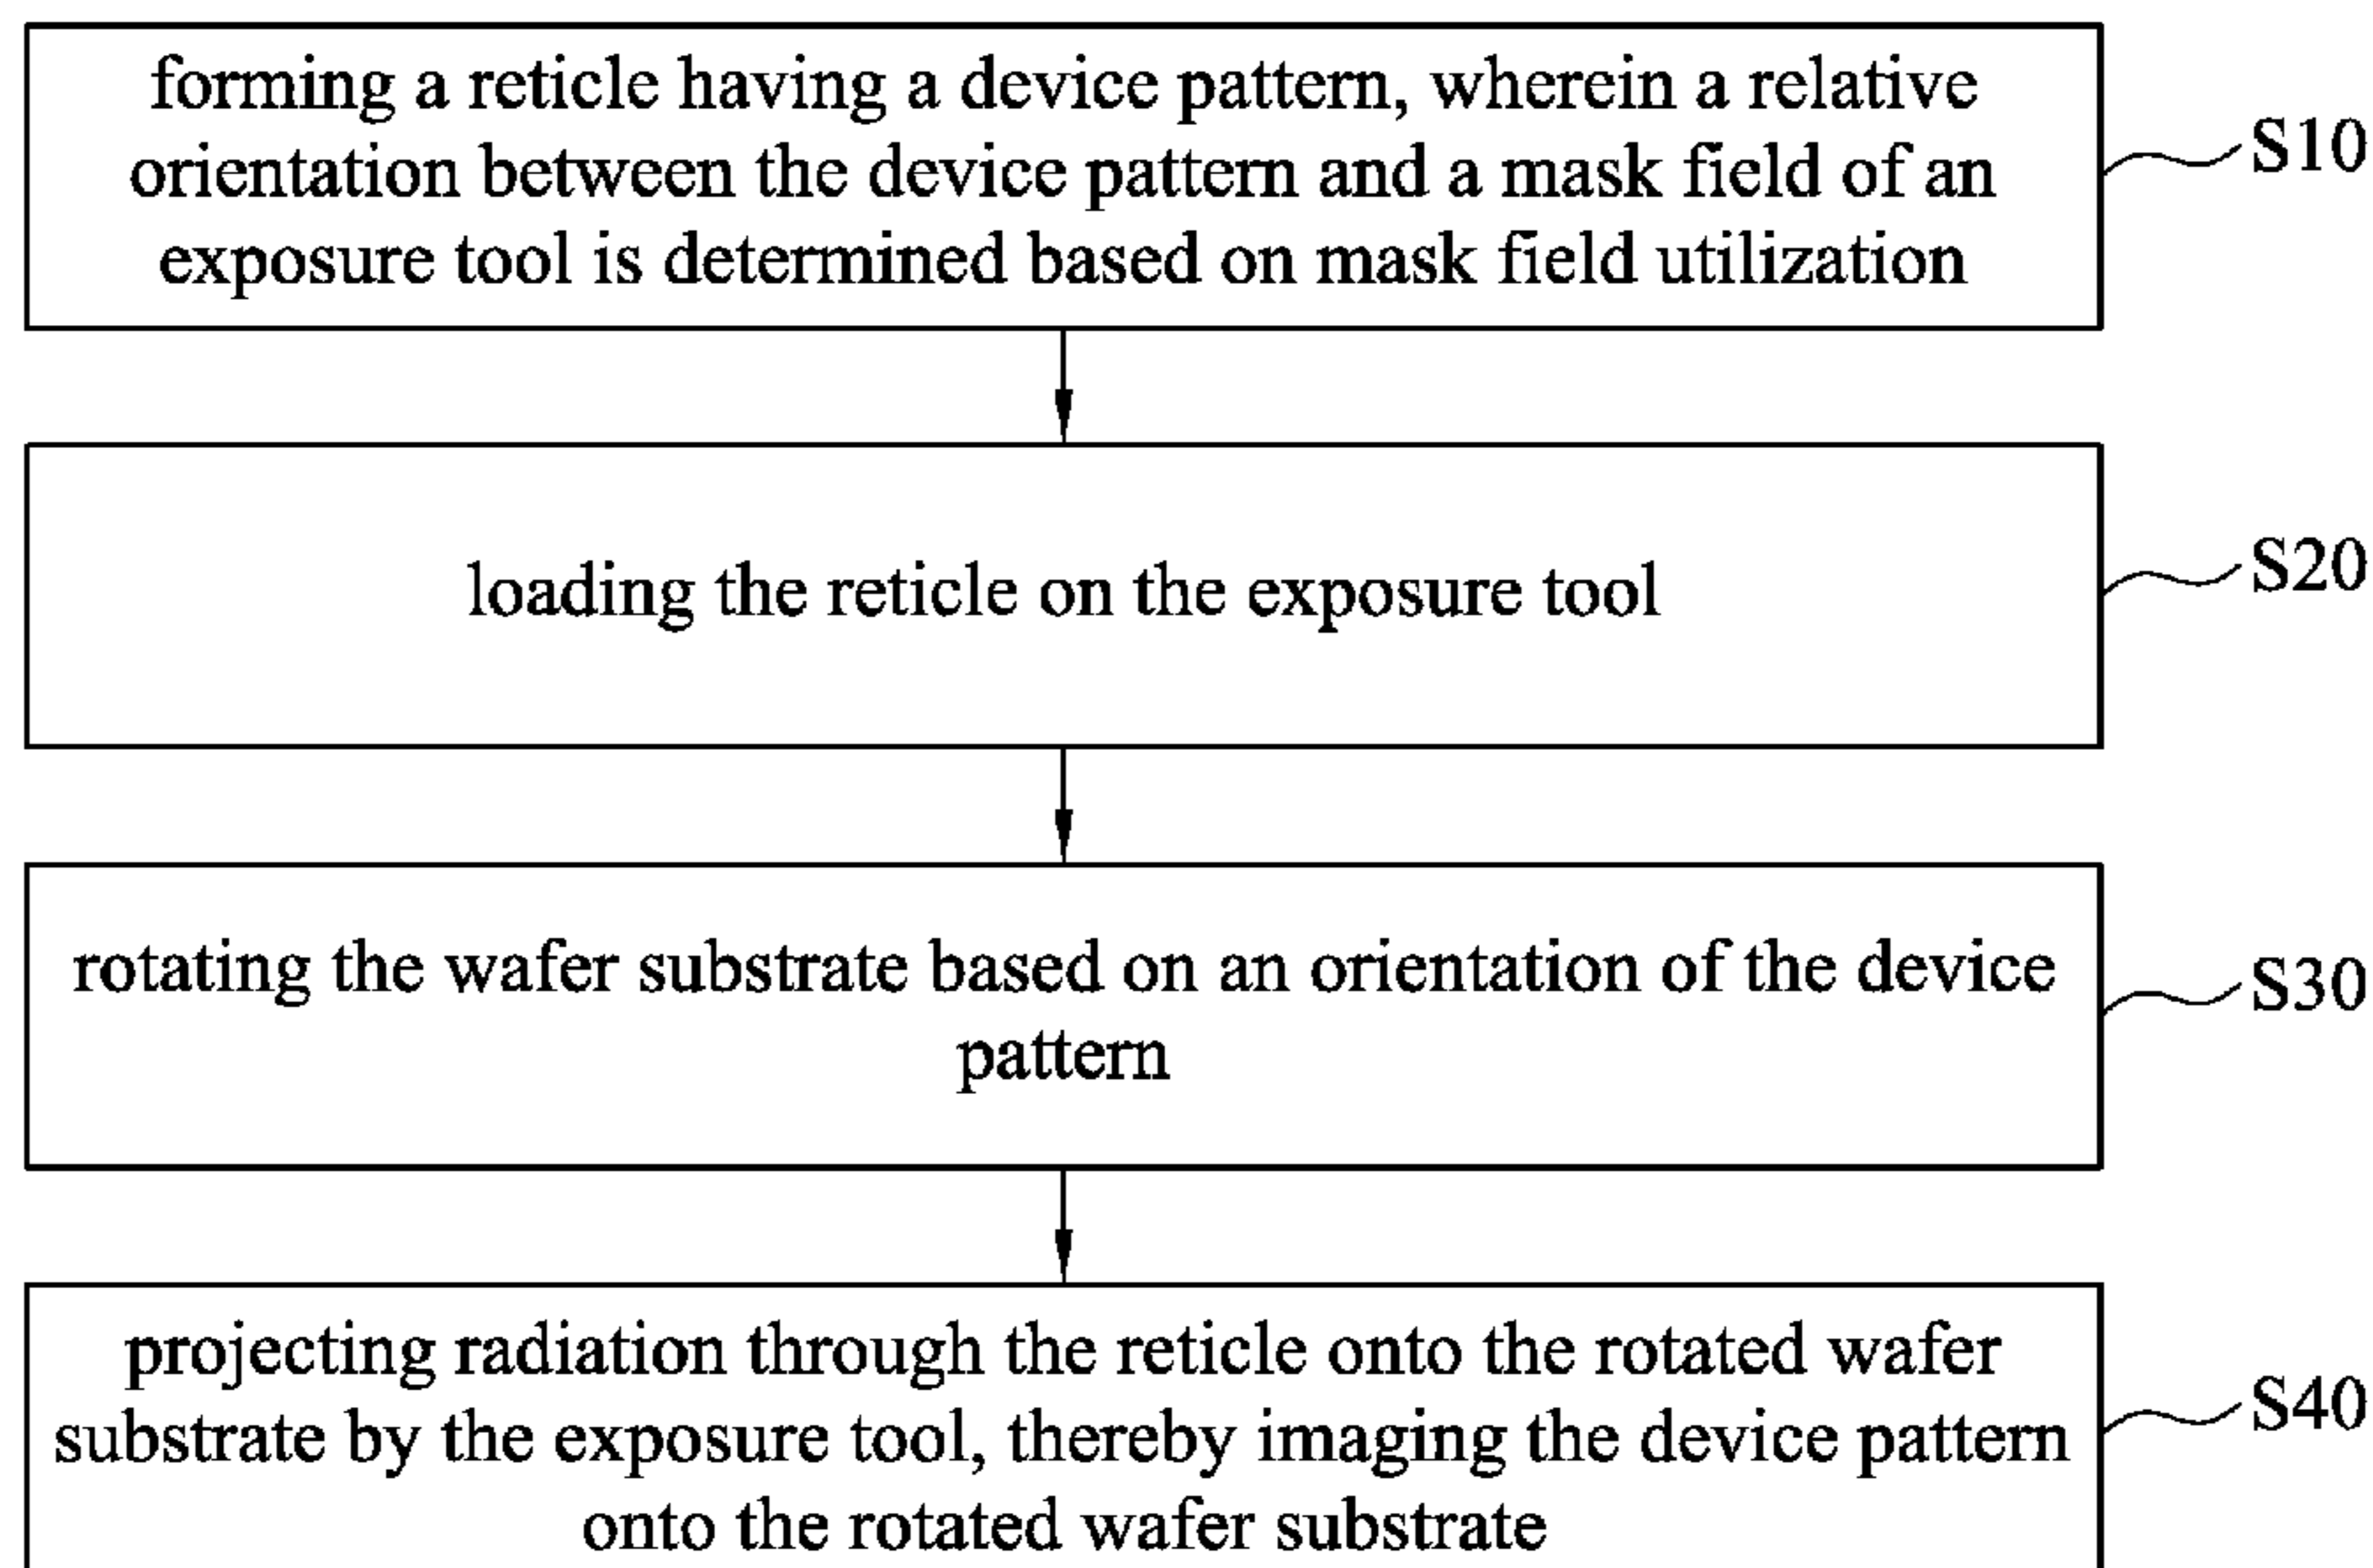 forming a reticle having a device pattern, wherein a relative
orientation between the device pattern and a mask field of an
exposure tool is determined based on mask field utilization
S10
loading the reticle on the exposure tool
S20
rotating the wafer substrate based on an orientation of the device
pattern
S30
projecting radiation through the reticle onto the rotated wafer
substrate by the exposure tool, thereby imaging the device pattern
onto the rotated wafer substrate
S40